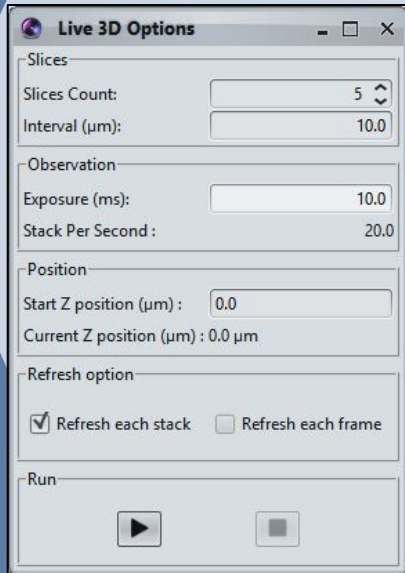 Live 3D Options
Slices
Slices Count: 5
Interval (µm): 10.0
Observation
Exposure (ms): 10.0
Stack Per Second : 20.0
Position
Start Z position (µm) : 0.0
Current Z position (µm) : 0.0 µm
Refresh option
Refresh each stack Refresh each frame
Run